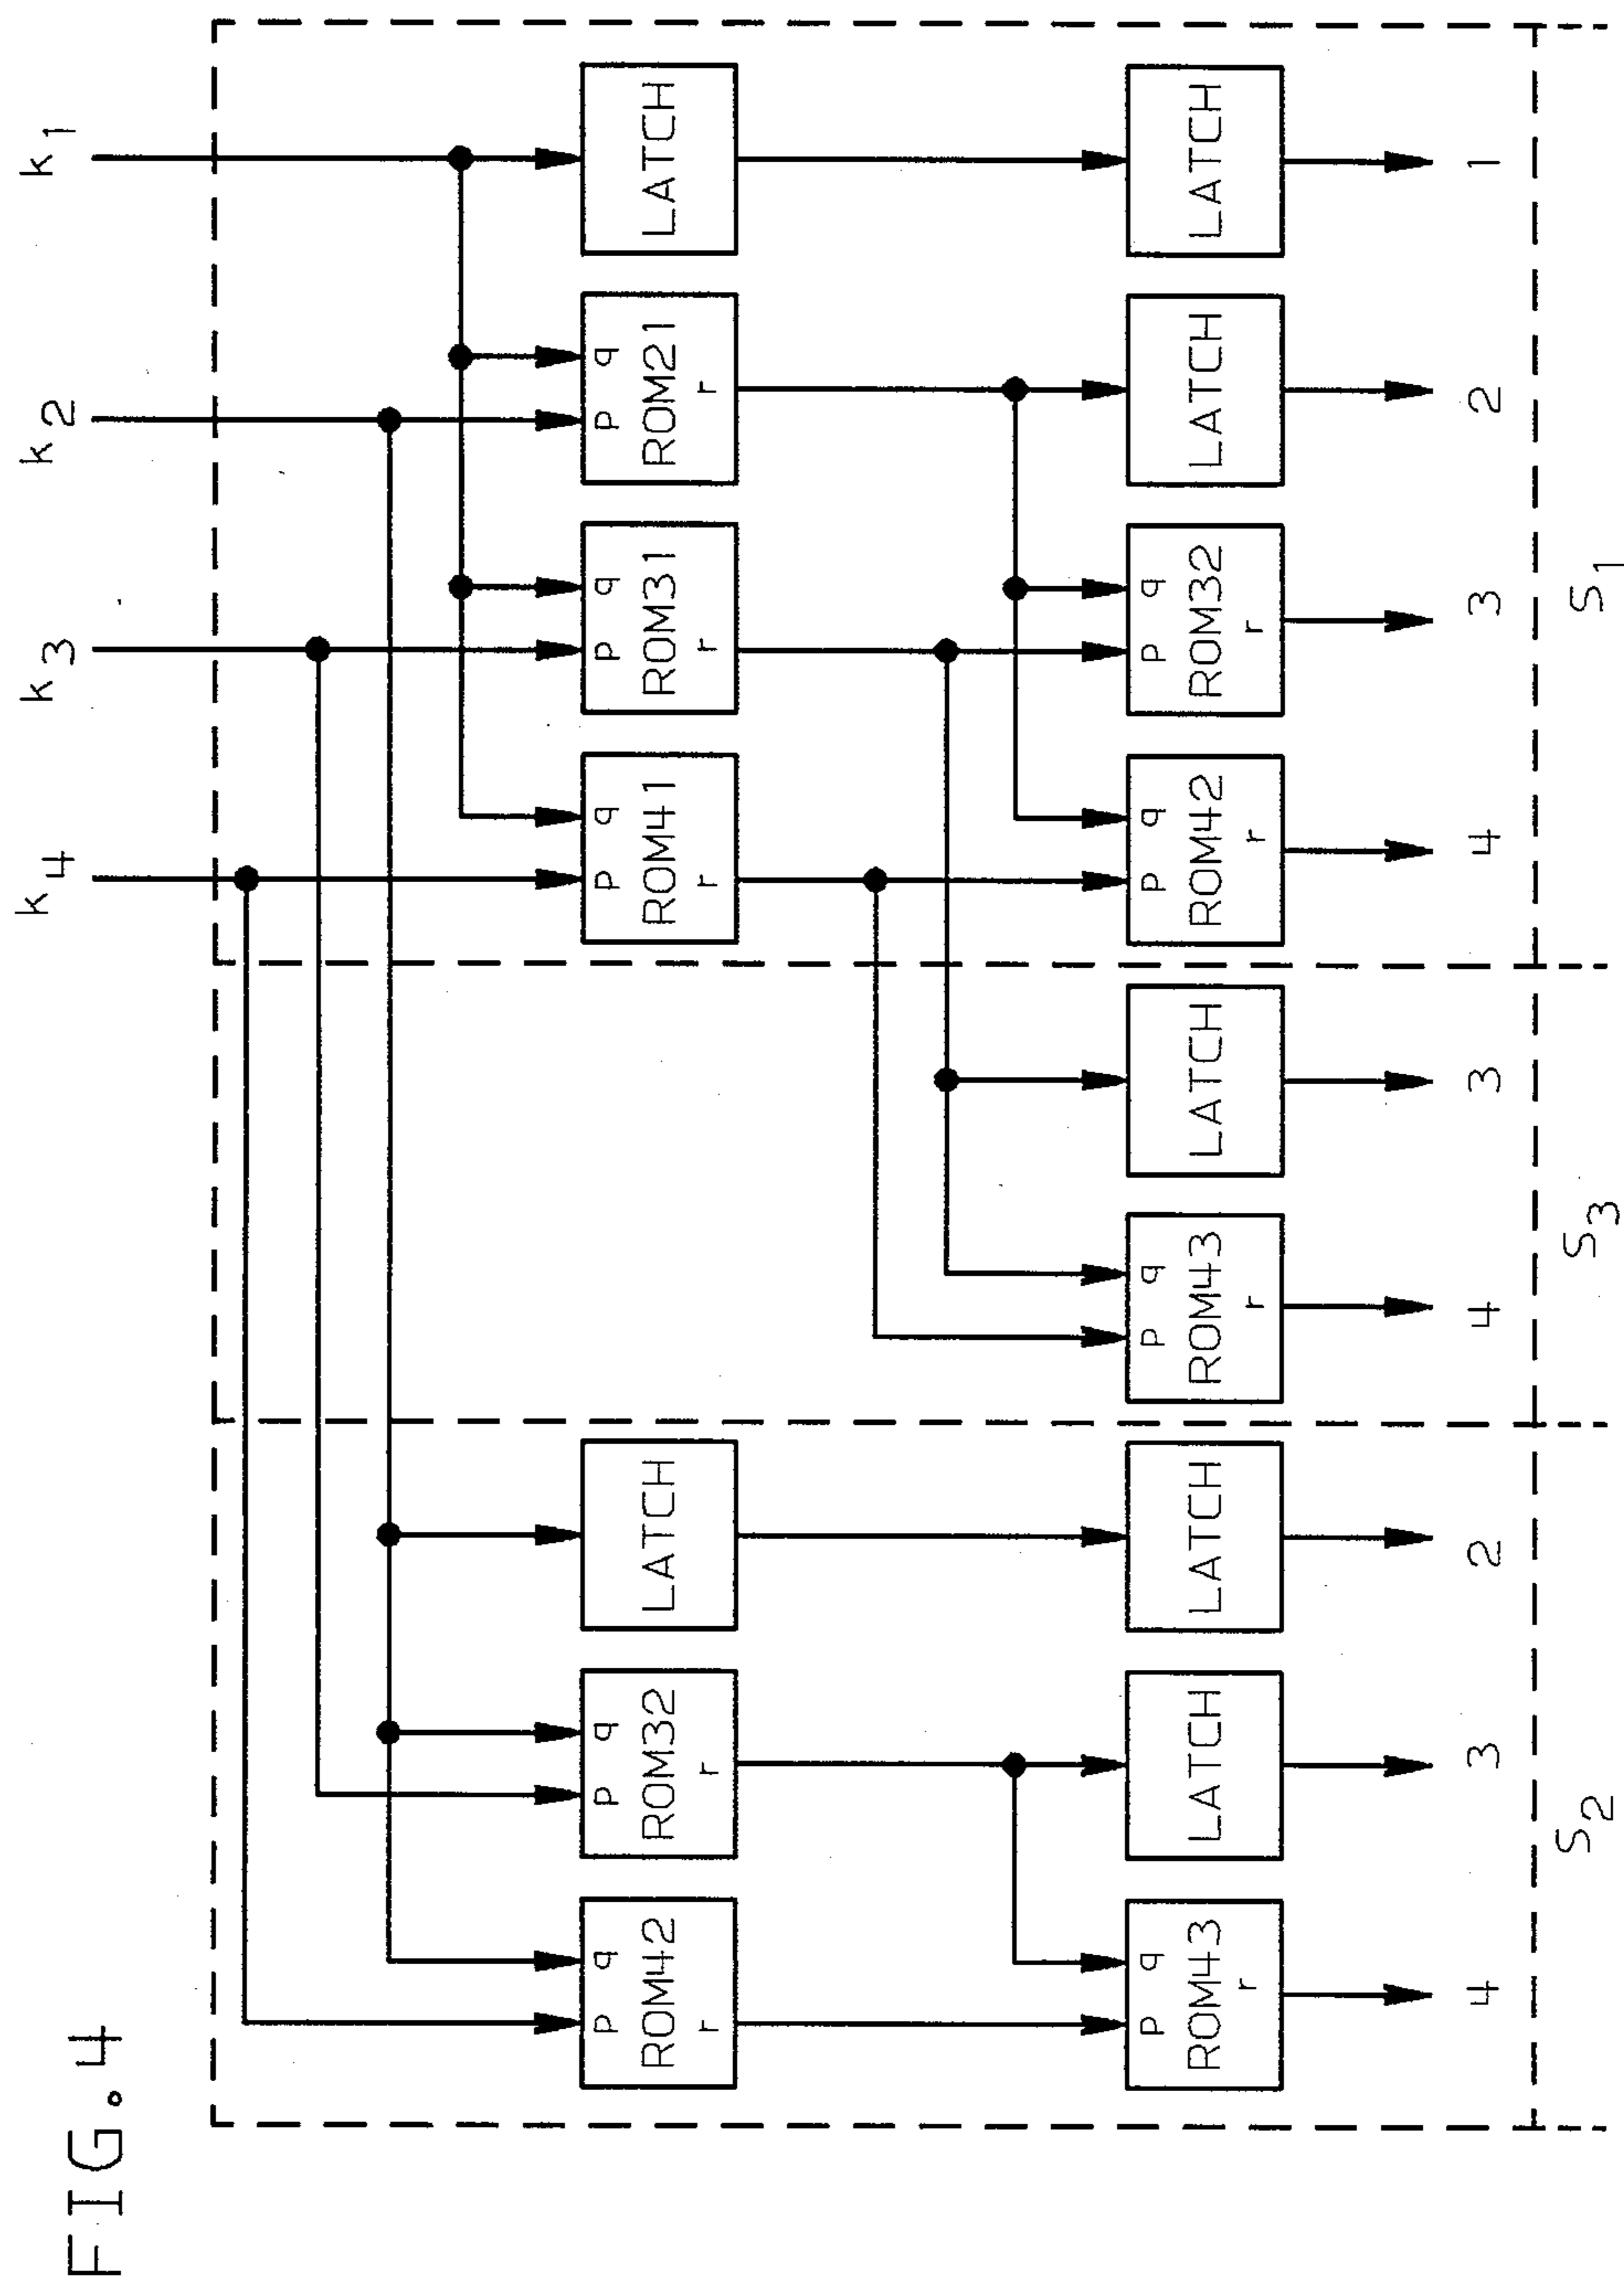 FIG. 4
k4 k3 k2 k1
p q p q p q p q p q
ROM42 ROM32 LATCH ROM41 ROM31 ROM21 LATCH
r r r r r
p q p q p q p q
ROM43 LATCH LATCH ROM43 LATCH ROM42 ROM32 LATCH LATCH
r r r r
4 3 2 4 3 4 3 2 1
S2 S3 S1